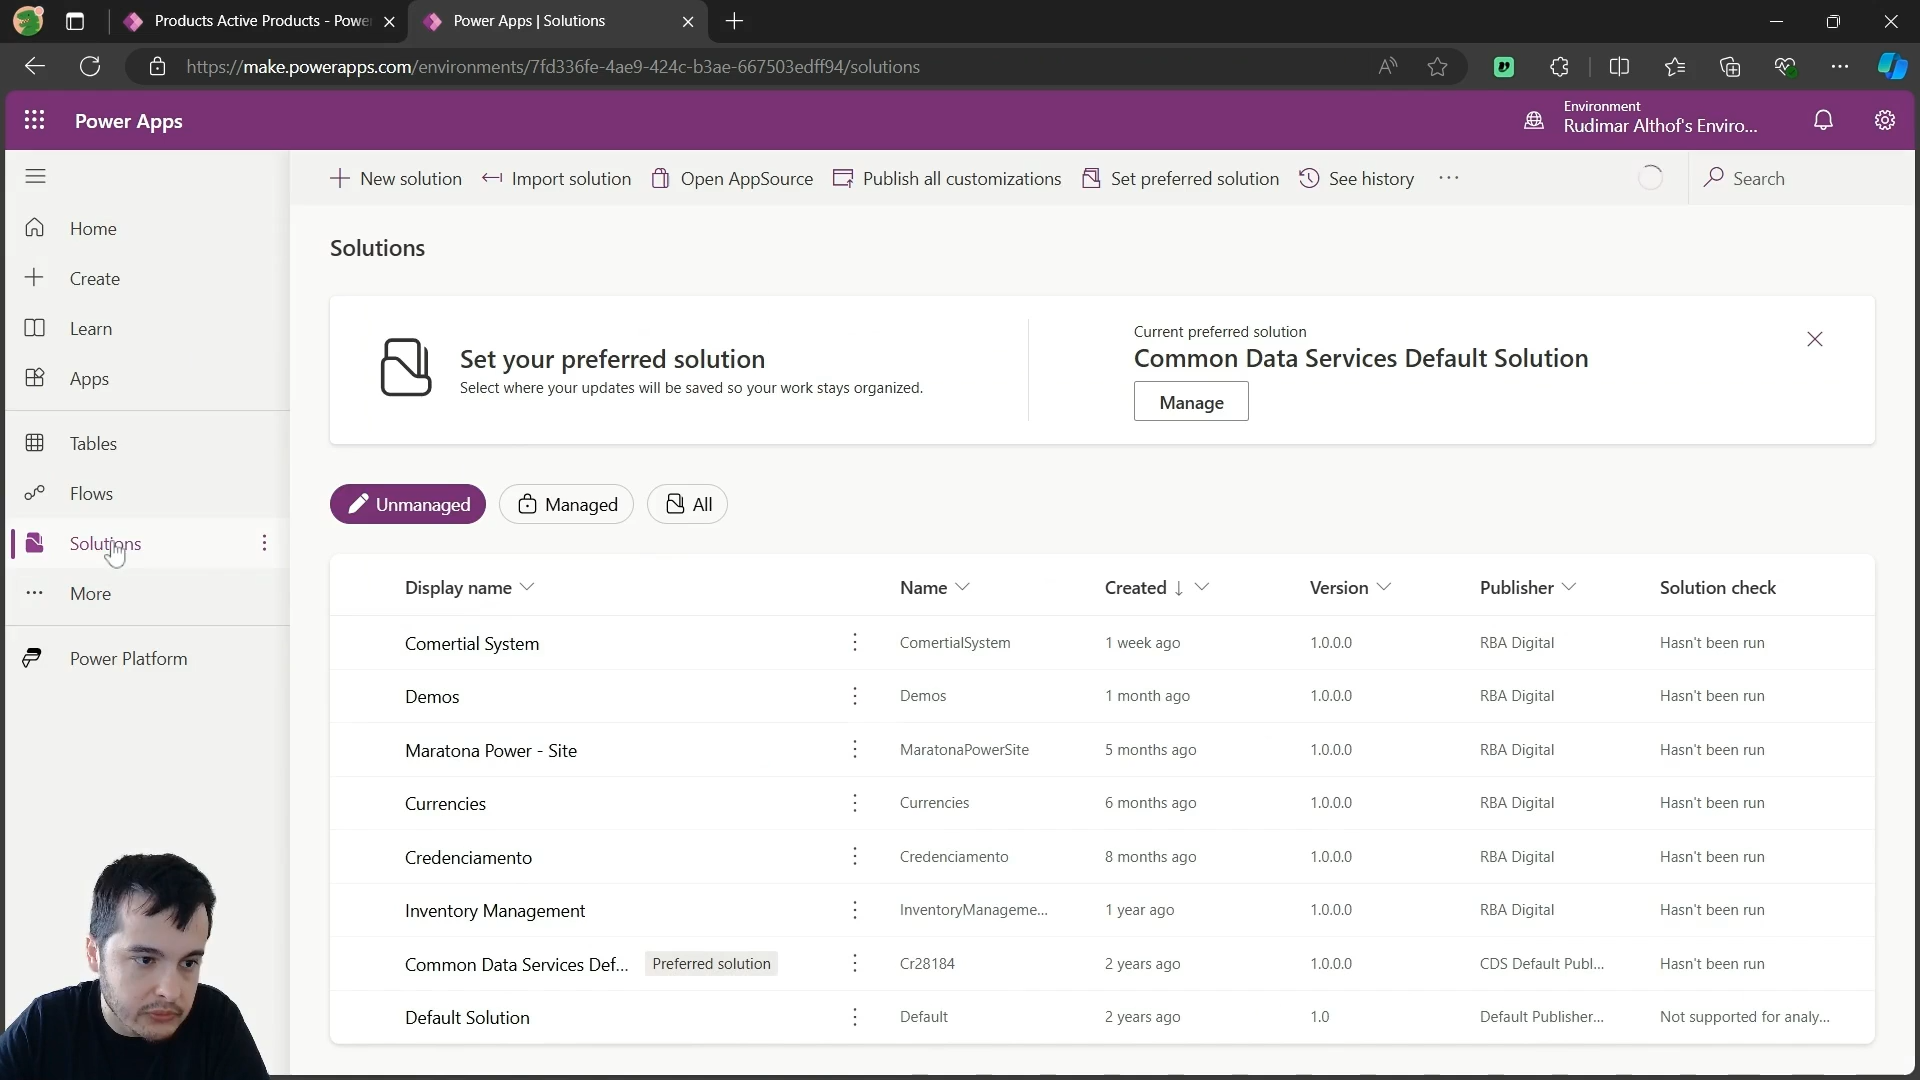 Products Active Products - Powe
Power Apps | Solutions
https://make.powerapps.com/environments/7fd336fe-4ae9-424c-b3ae-667503edff94/solutions
Power Apps
Environment
Rudimar Althof's Enviro...
New solution
Import solution
Open AppSource
Publish all customizations
Set preferred solution
See history
Search
Home
Create
Learn
Apps
Tables
Flows
Solutions
More
Power Platform
Solutions
Set your preferred solution
Select where your updates will be saved so your work stays organized.
Current preferred solution
Common Data Services Default Solution
Manage
Unmanaged
Managed
All
Display name Name Created ↓ Version Publisher Solution check
Comertial System ComertialSystem 1 week ago 1.0.0.0 RBA Digital Hasn't been run
Demos Demos 1 month ago 1.0.0.0 RBA Digital Hasn't been run
Maratona Power - Site MaratonaPowerSite 5 months ago 1.0.0.0 RBA Digital Hasn't been run
Currencies Currencies 6 months ago 1.0.0.0 RBA Digital Hasn't been run
Credenciamento Credenciamento 8 months ago 1.0.0.0 RBA Digital Hasn't been run
Inventory Management InventoryManageme... 1 year ago 1.0.0.0 RBA Digital Hasn't been run
Common Data Services Def... Preferred solution Cr28184 2 years ago 1.0.0.0 CDS Default Publ... Hasn't been run
Default Solution Default 2 years ago 1.0 Default Publisher... Not supported for analy...